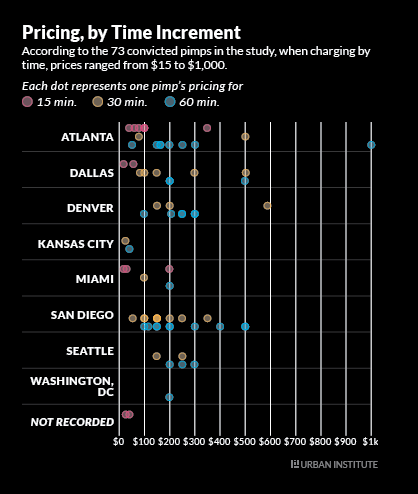 Pricing, by Time Increment
According to the 73 convicted pimps in the study, when charging by
time, prices ranged from $15 to $1,000.
Each dot represents one pimp's pricing for
15 min. 30 min. 60 min.
ATLANTA
DALLAS
DENVER
KANSAS CITY
MIAMI
SAN DIEGO
SEATTLE
WASHINGTON,
DC
NOT RECORDED
$0 $100 $200 $300 $400 $500 $600 $700 $800 $900 $1k
URBAN INSTITUTE